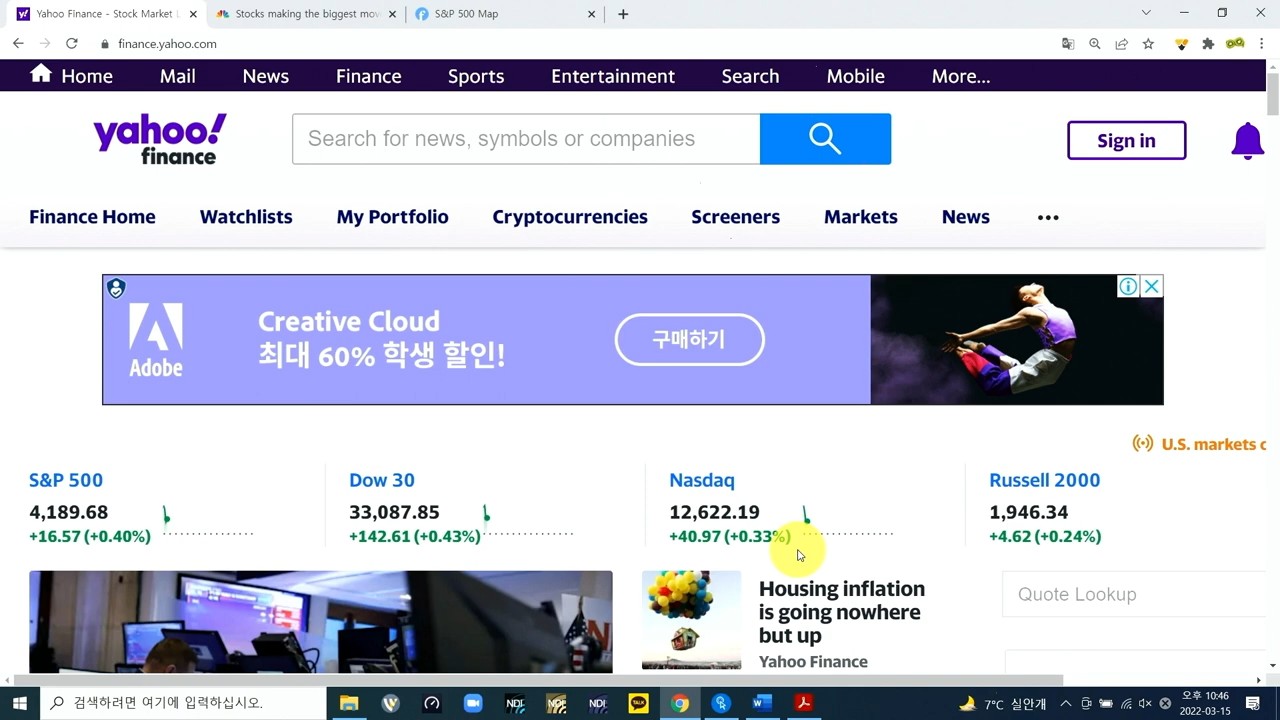 Yahoo Finance - Stock Market L
Stocks making the biggest mov
S&P 500 Map
finance.yahoo.com
Home Mail News Finance Sports Entertainment Search Mobile More...
yahoo!
finance
Search for news, symbols or companies
Sign in
Finance Home Watchlists My Portfolio Cryptocurrencies Screeners Markets News
Adobe
Creative Cloud
최대 60% 학생 할인!
구매하기
U.S. markets c
S&P 500 Dow 30 Nasdaq Russell 2000
4,189.68 33,087.85 12,622.19 1,946.34
+16.57 (+0.40%) +142.61 (+0.43%) +40.97 (+0.33%) +4.62 (+0.24%)
Housing inflation
is going nowhere
but up
Yahoo Finance
Quote Lookup
검색하려면 여기에 입력하십시오.
7°C 실안개
오후 10:46
2022-03-15